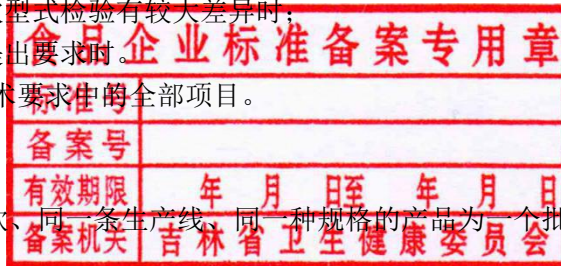 型式检验有较大差异时；
食品企业标准备案专用章
出要求时。
标准号
术要求中的全部项目。
备案号
有效期限 年 月 日至 年 月 日
、同一条生产线、同一种规格的产品为一个批
备案机关 吉林省卫生健康委员会